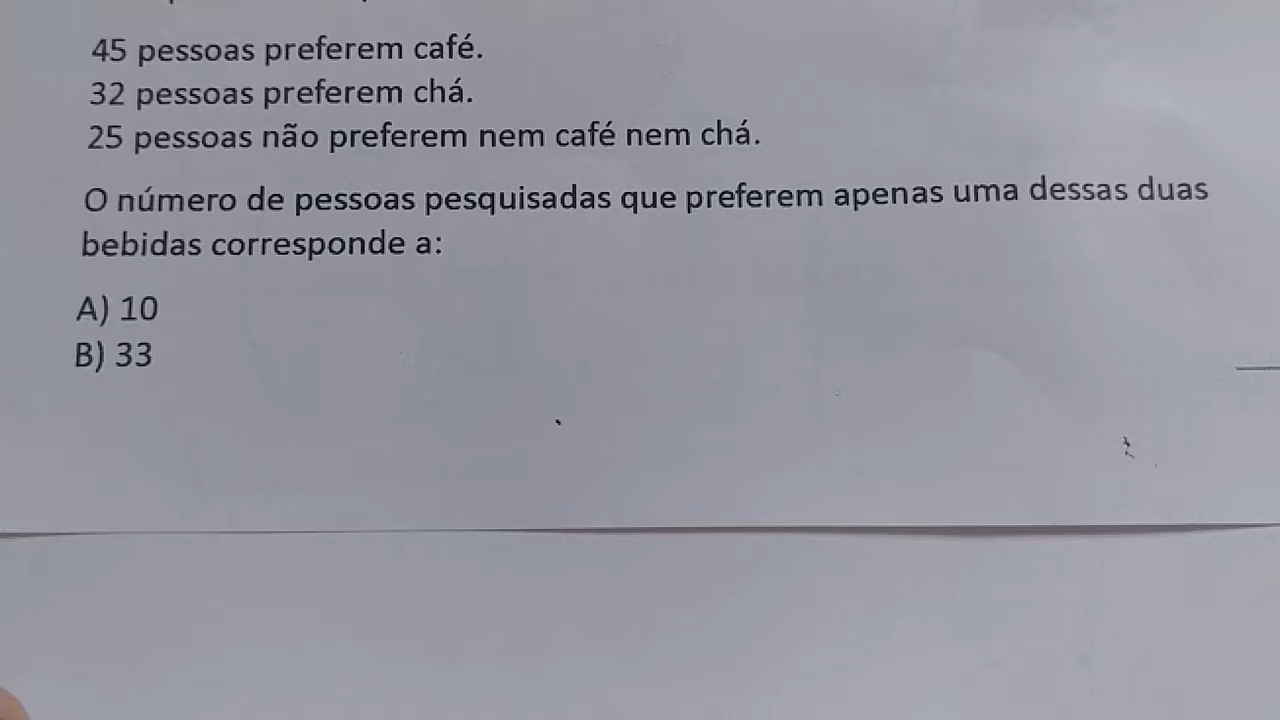 45 pessoas preferem café.
32 pessoas preferem chá.
25 pessoas não preferem nem café nem chá.
O número de pessoas pesquisadas que preferem apenas uma dessas duas
bebidas corresponde a:
A) 10
B) 33